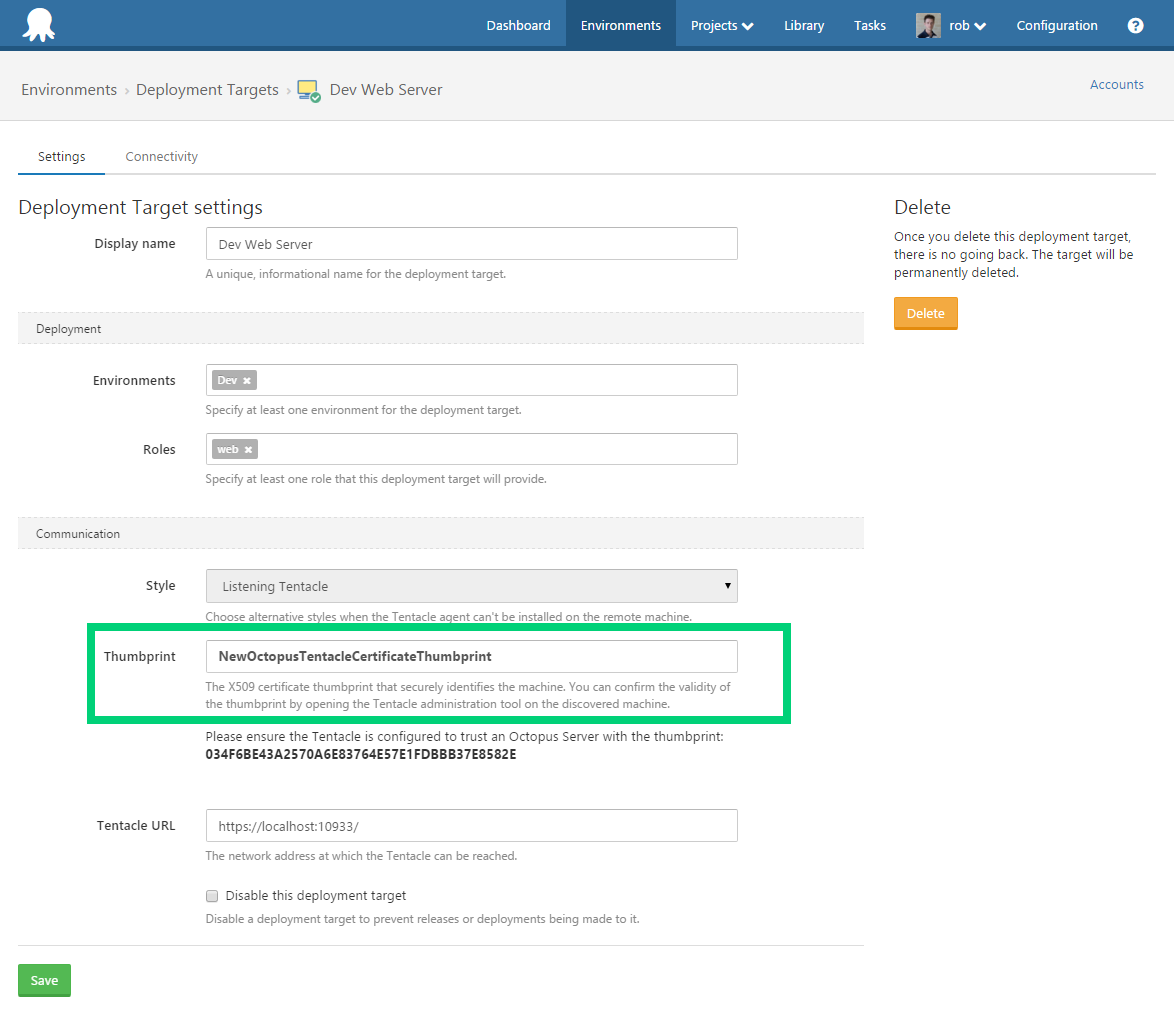 Dashboard Environments Projects Library Tasks rob Configuration ?
Environments › Deployment Targets › Dev Web Server
Accounts
Settings Connectivity
Deployment Target settings
Display name Dev Web Server
A unique, informational name for the deployment target.
Deployment
Environments Dev ×
Specify at least one environment for the deployment target.
Roles web ×
Specify at least one role that this deployment target will provide.
Communication
Style Listening Tentacle
Choose alternative styles when the Tentacle agent can't be installed on the remote machine.
Thumbprint NewOctopusTentacleCertificateThumbprint
The X509 certificate thumbprint that securely identifies the machine. You can confirm the validity of
the thumbprint by opening the Tentacle administration tool on the discovered machine.
Please ensure the Tentacle is configured to trust an Octopus Server with the thumbprint:
034F6BE43A2570A6E83764E57E1FDBBB37E8582E
Tentacle URL https://localhost:10933/
The network address at which the Tentacle can be reached.
Disable this deployment target
Disable a deployment target to prevent releases or deployments being made to it.
Save
Delete
Once you delete this deployment target,
there is no going back. The target will be
permanently deleted.
Delete